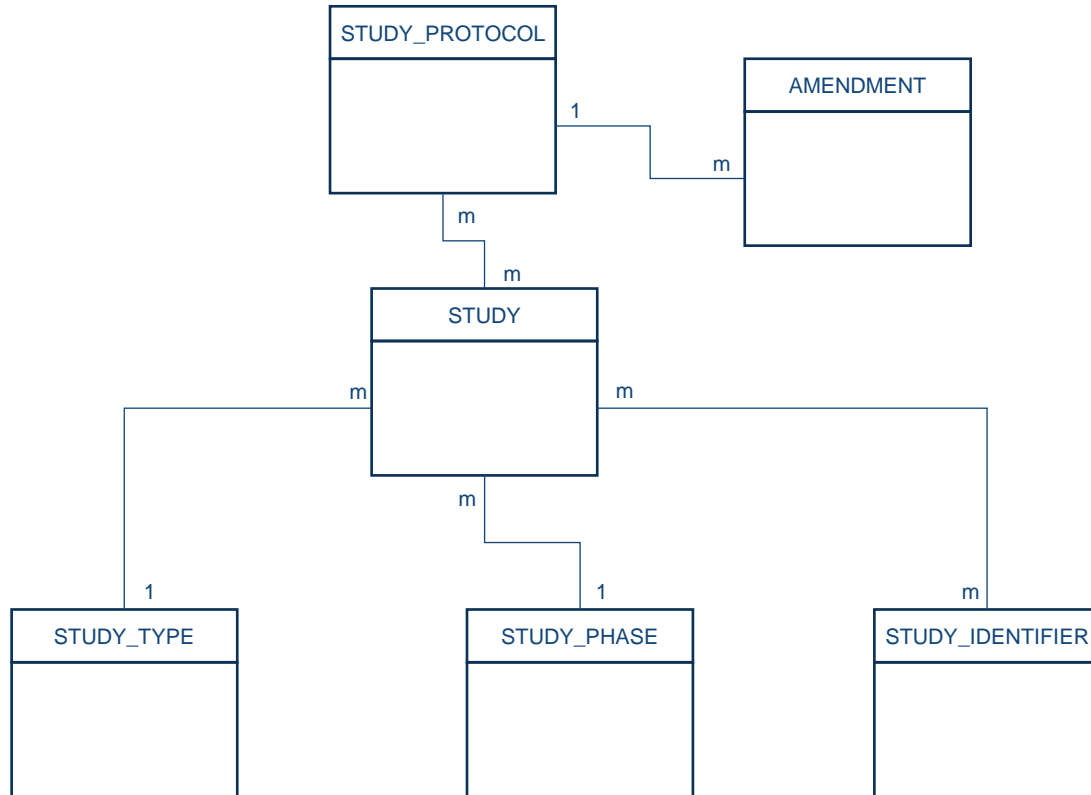 STUDY_PROTOCOL
AMENDMENT
1
m
m
m
STUDY
m
m
m
1
1
m
STUDY_TYPE
STUDY_PHASE
STUDY_IDENTIFIER